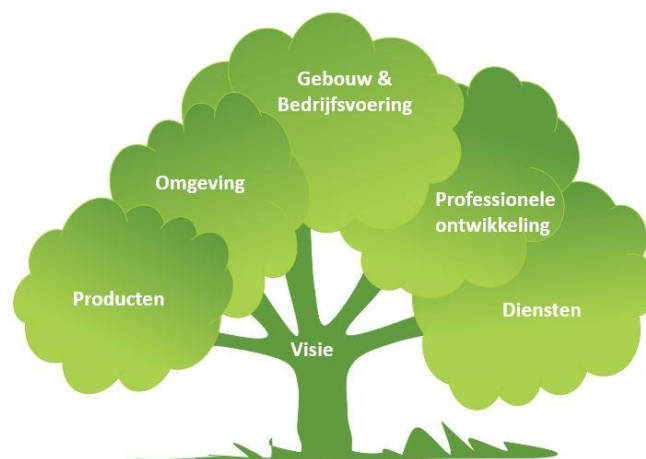 Gebouw &
Bedrijfsvoering
Omgeving
Professionele
ontwikkeling
Producten
Diensten
Visie